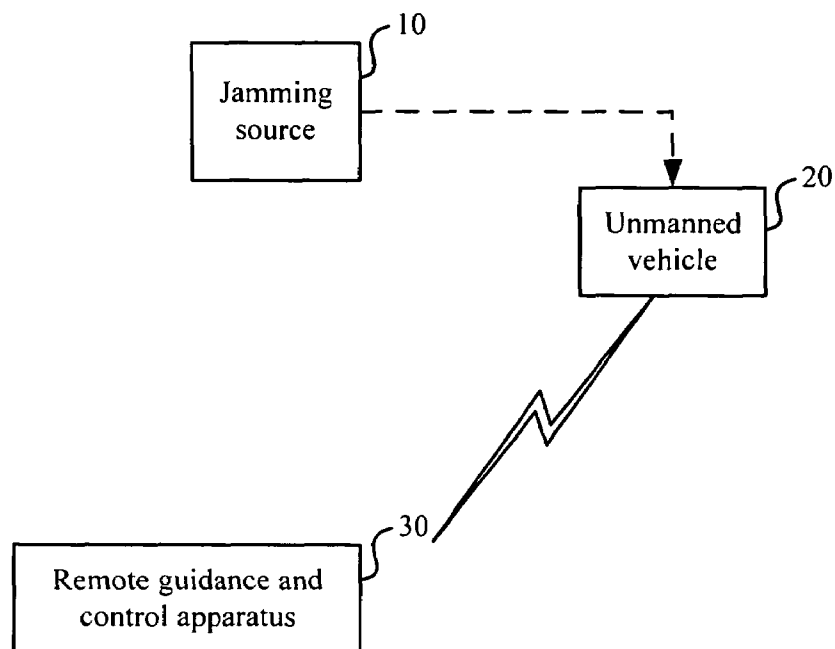 10
Jamming
source
20
Unmanned
vehicle
30
Remote guidance and
control apparatus